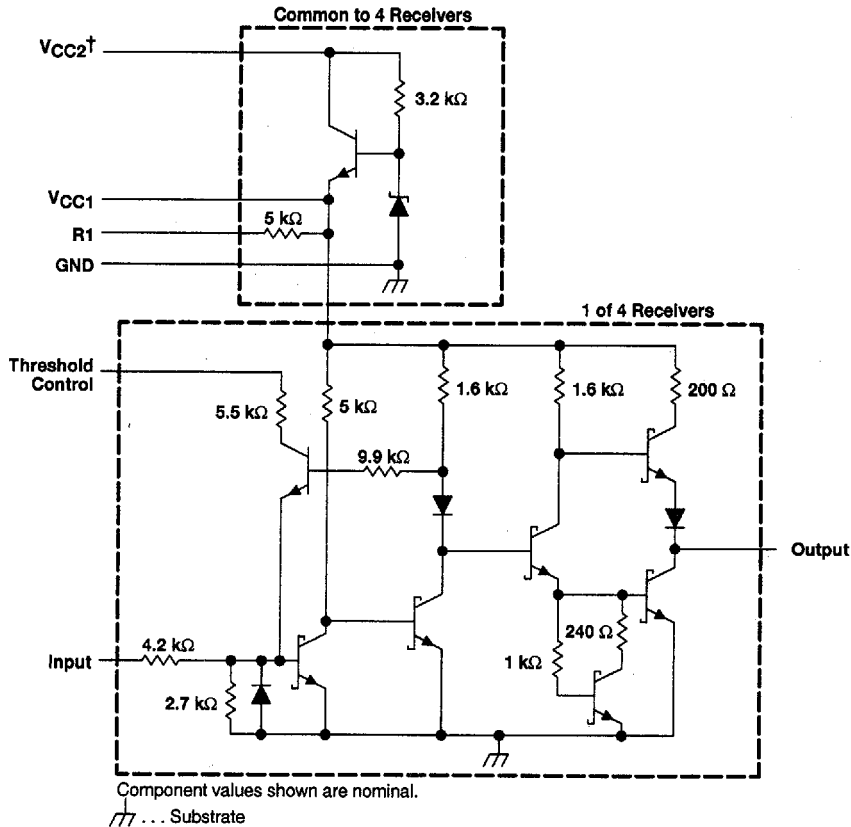 Common to 4 Receivers
VCC2†
3.2 kΩ
VCC1
5 kΩ
R1
GND
1 of 4 Receivers
Threshold
Control
5.5 kΩ
5 kΩ
1.6 kΩ
1.6 kΩ
200 Ω
9.9 kΩ
Output
4.2 kΩ
Input
2.7 kΩ
240 Ω
1 kΩ
Component values shown are nominal.
. . . Substrate